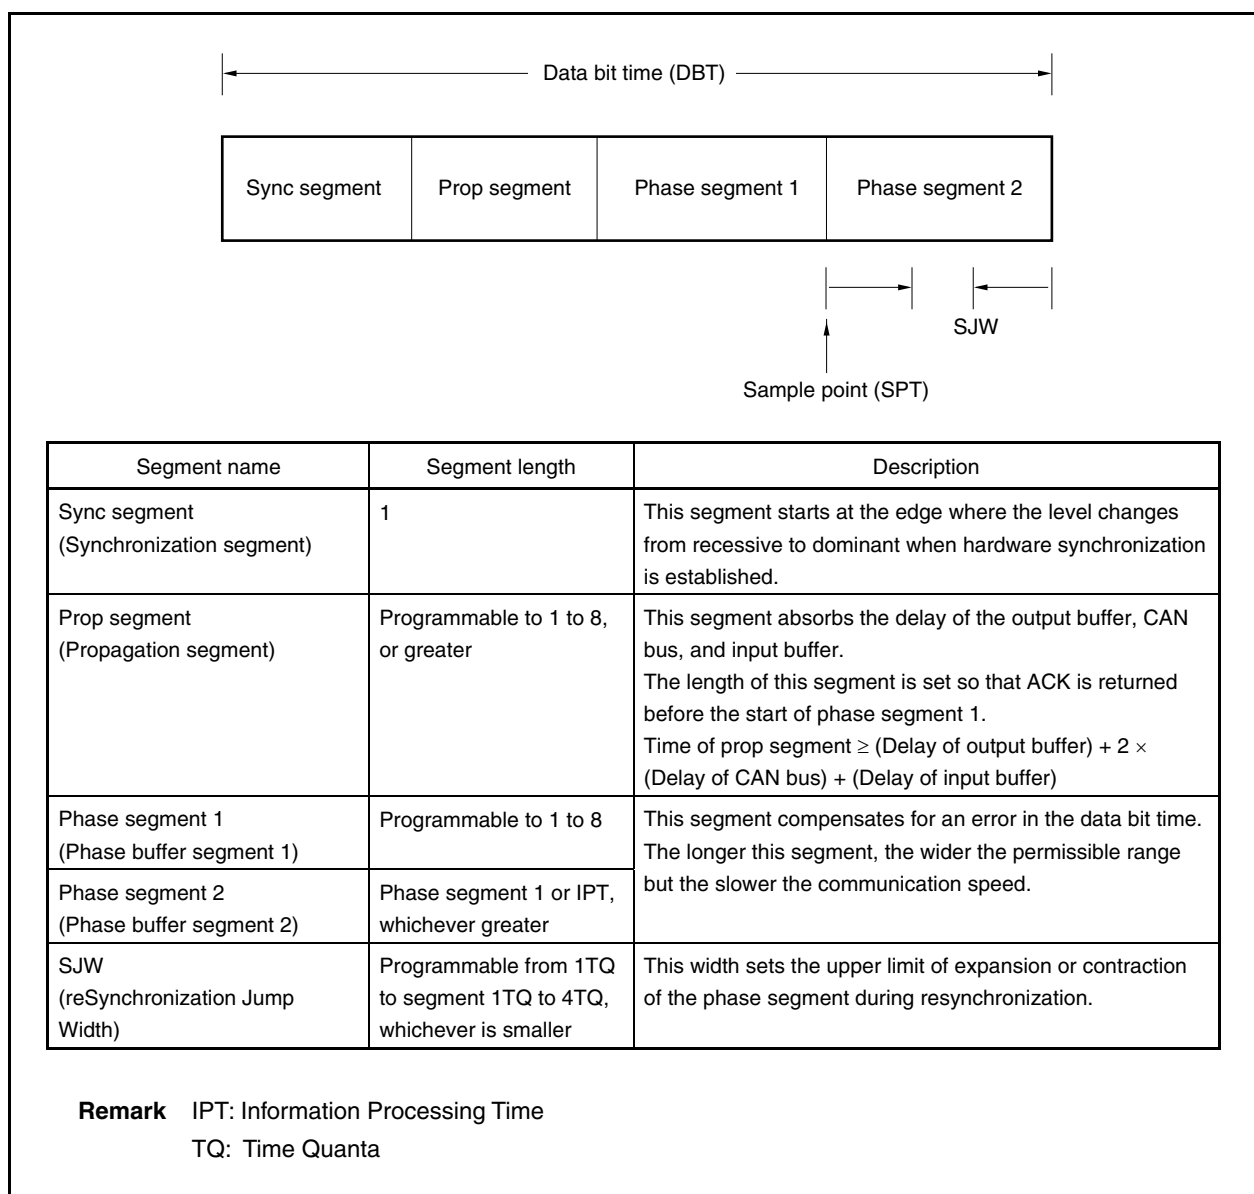 Data bit time (DBT)
Sync segment
Prop segment
Phase segment 1
Phase segment 2
SJW
Sample point (SPT)
Segment name
Segment length
Description
Sync segment
(Synchronization segment)
1
This segment starts at the edge where the level changes
from recessive to dominant when hardware synchronization
is established.
Prop segment
(Propagation segment)
Programmable to 1 to 8,
or greater
This segment absorbs the delay of the output buffer, CAN
bus, and input buffer.
The length of this segment is set so that ACK is returned
before the start of phase segment 1.
Time of prop segment ≥ (Delay of output buffer) + 2 ×
(Delay of CAN bus) + (Delay of input buffer)
Phase segment 1
(Phase buffer segment 1)
Programmable to 1 to 8
This segment compensates for an error in the data bit time.
The longer this segment, the wider the permissible range
but the slower the communication speed.
Phase segment 2
(Phase buffer segment 2)
Phase segment 1 or IPT,
whichever greater
SJW
(reSynchronization Jump
Width)
Programmable from 1TQ
to segment 1TQ to 4TQ,
whichever is smaller
This width sets the upper limit of expansion or contraction
of the phase segment during resynchronization.
Remark IPT: Information Processing Time
TQ: Time Quanta